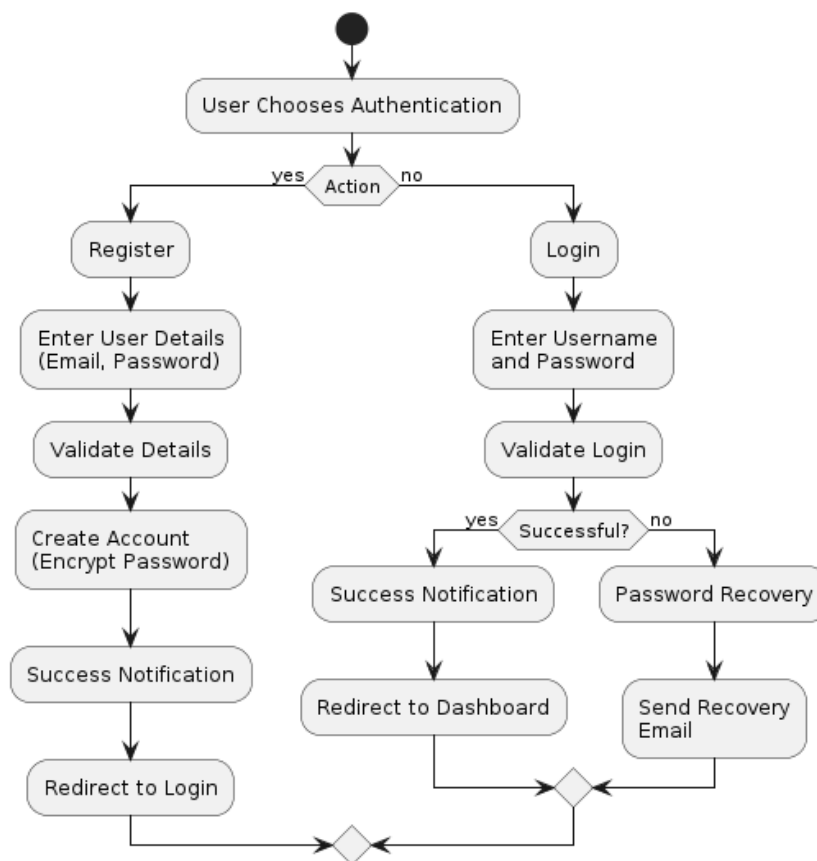 User Chooses Authentication
yes
Action
no
Register
Login
Enter User Details
(Email, Password)
Enter Username
and Password
Validate Details
Validate Login
Create Account
(Encrypt Password)
yes
Successful?
no
Success Notification
Password Recovery
Success Notification
Redirect to Dashboard
Send Recovery
Email
Redirect to Login